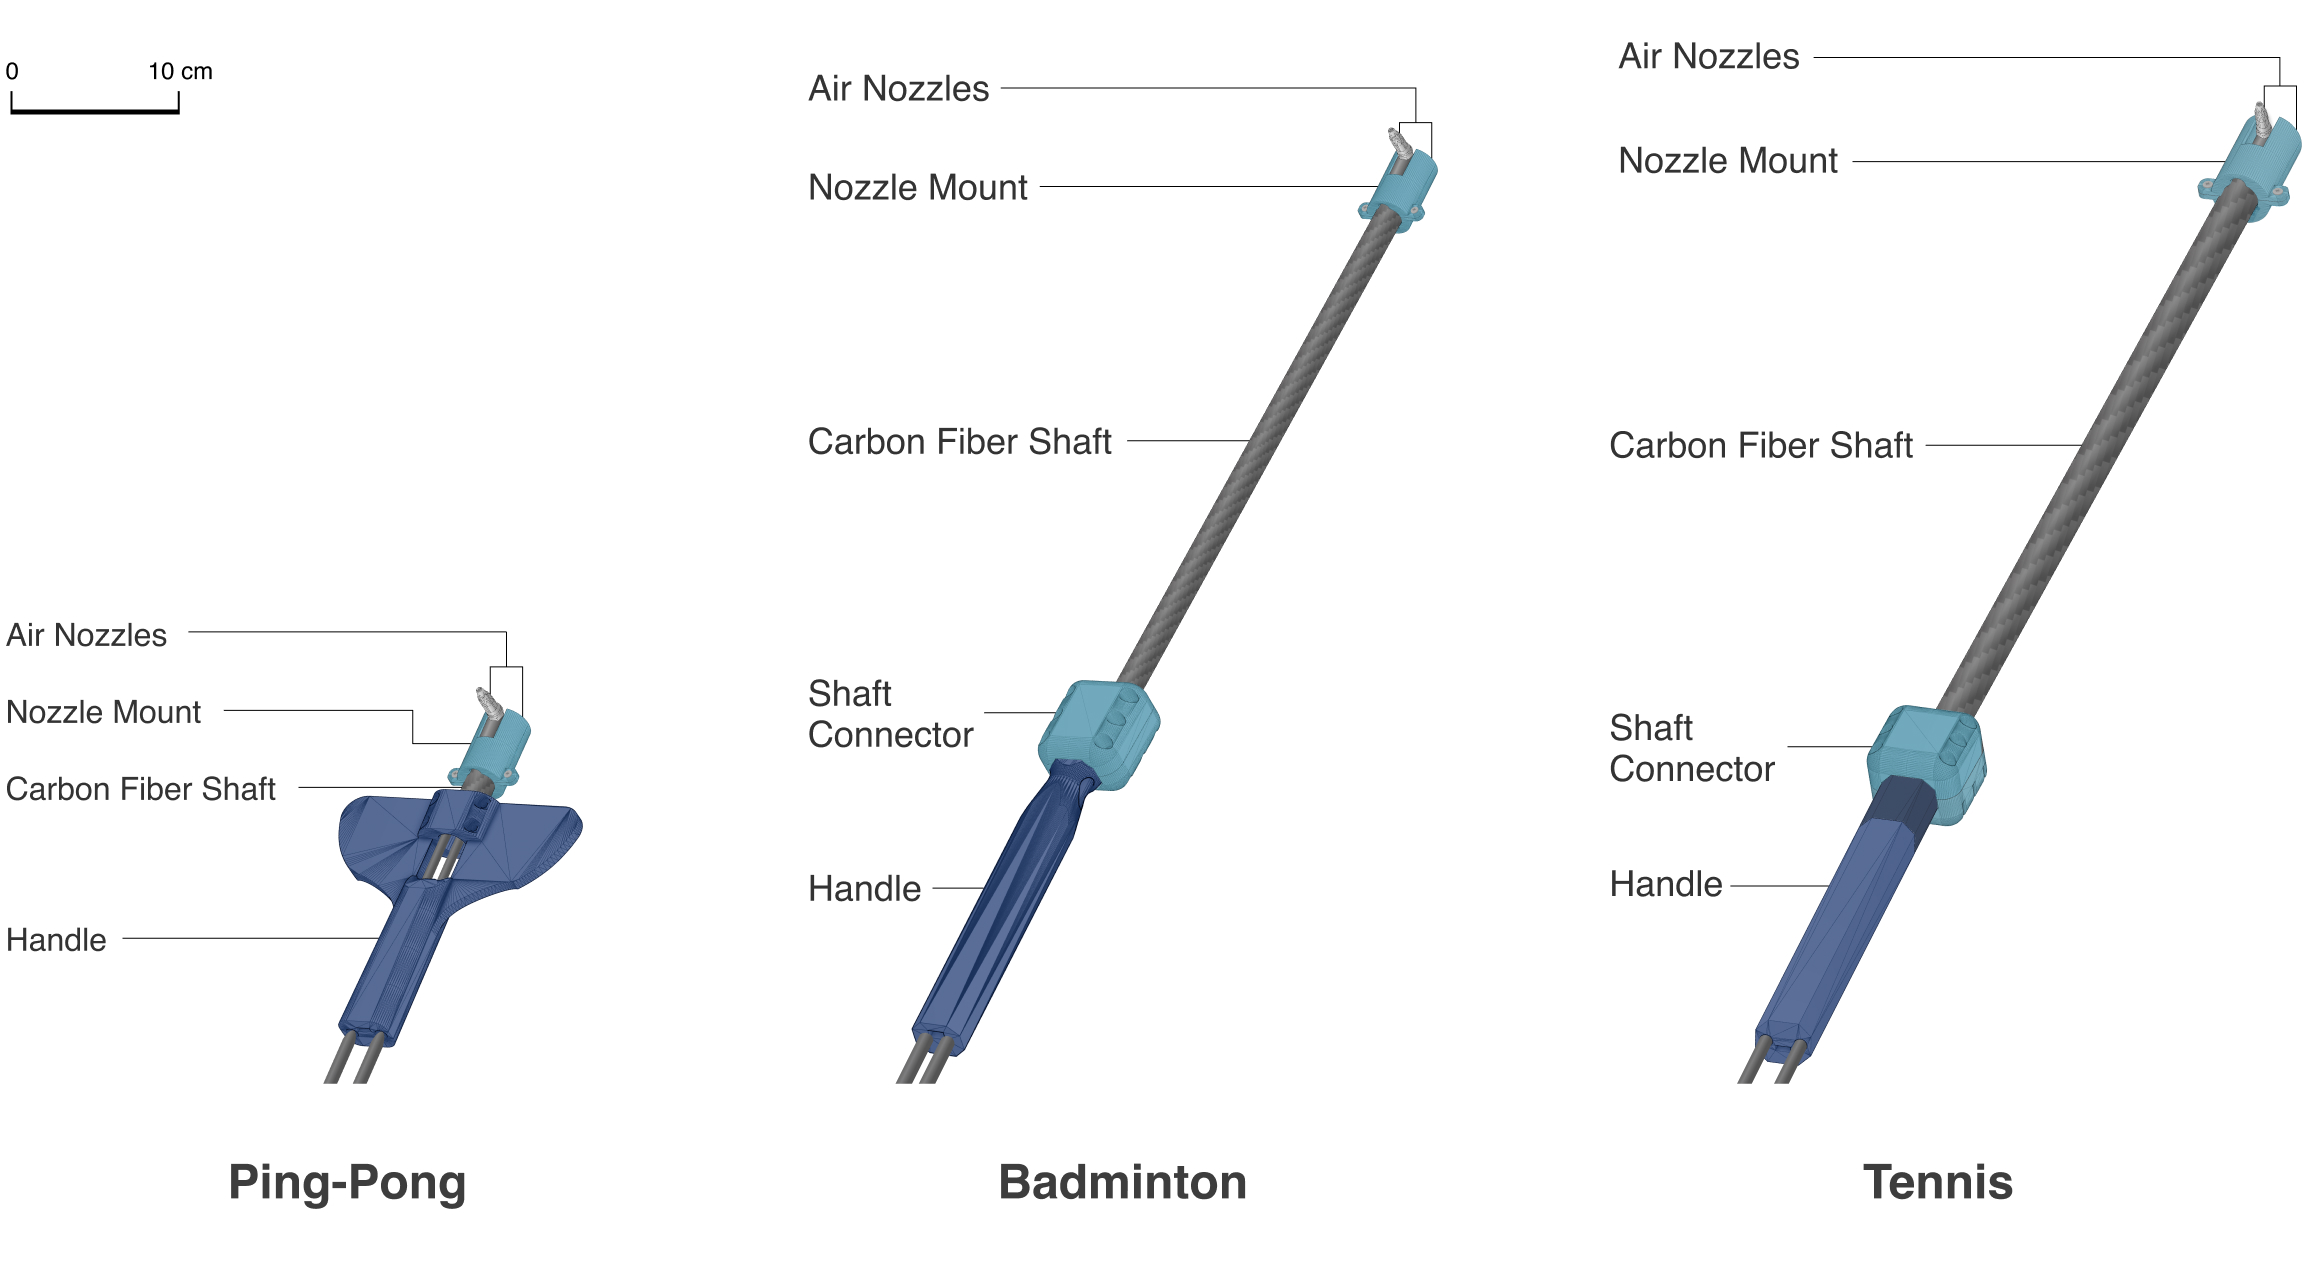 0
10 cm
Air Nozzles
Nozzle Mount
Carbon Fiber Shaft
Handle
Ping-Pong
Air Nozzles
Nozzle Mount
Carbon Fiber Shaft
Shaft
Connector
Handle
Badminton
Air Nozzles
Nozzle Mount
Carbon Fiber Shaft
Shaft
Connector
Handle
Tennis